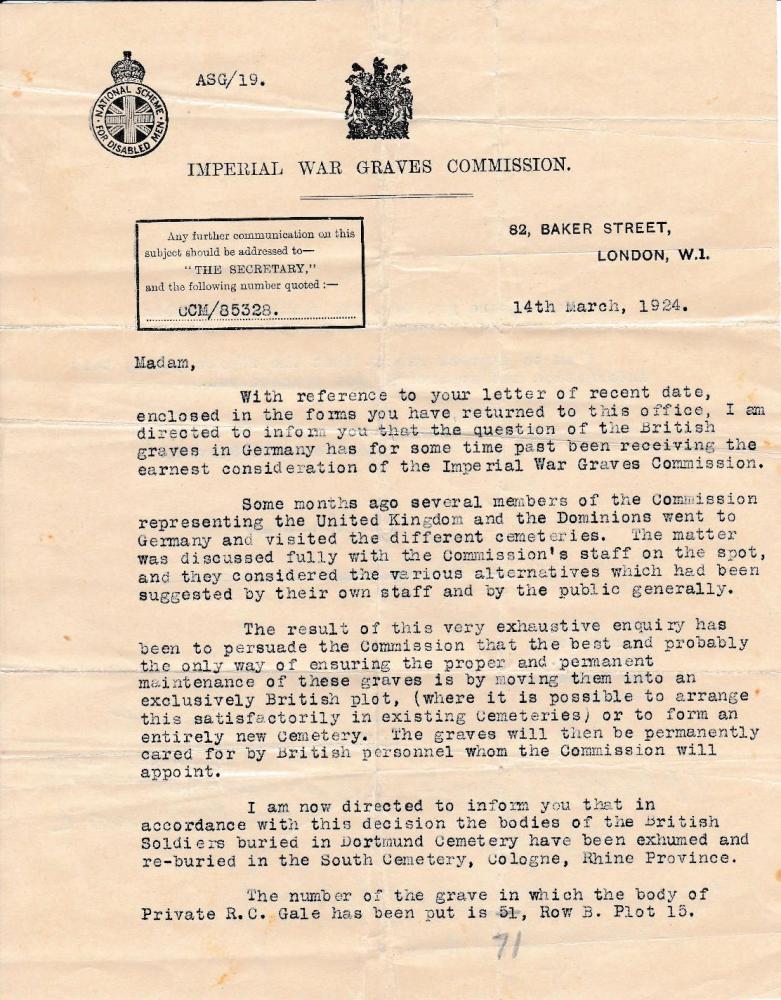 NATIONAL SCHEME
FOR DISABLED MEN
ASG/19.
IMPERIAL WAR GRAVES COMMISSION.
Any further communication on this
subject should be addressed to—
"THE SECRETARY,"
and the following number quoted :—
CCM/85328.
82, BAKER STREET,
LONDON, W.1.
14th March, 1924.
Madam,
With reference to your letter of recent date,
enclosed in the forms you have returned to this office, I am
directed to inform you that the question of the British
graves in Germany has for some time past been receiving the
earnest consideration of the Imperial War Graves Commission.
Some months ago several members of the Commission
representing the United Kingdom and the Dominions went to
Germany and visited the different cemeteries. The matter
was discussed fully with the Commission's staff on the spot,
and they considered the various alternatives which had been
suggested by their own staff and by the public generally.
The result of this very exhaustive enquiry has
been to persuade the Commission that the best and probably
the only way of ensuring the proper and permanent
maintenance of these graves is by moving them into an
exclusively British plot, (where it is possible to arrange
this satisfactorily in existing Cemeteries) or to form an
entirely new Cemetery. The graves will then be permanently
cared for by British personnel whom the Commission will
appoint.
I am now directed to inform you that in
accordance with this decision the bodies of the British
Soldiers buried in Dortmund Cemetery have been exhumed and
re-buried in the South Cemetery, Cologne, Rhine Province.
The number of the grave in which the body of
Private R.C. Gale has been put is 51, Row B. Plot 15.
71